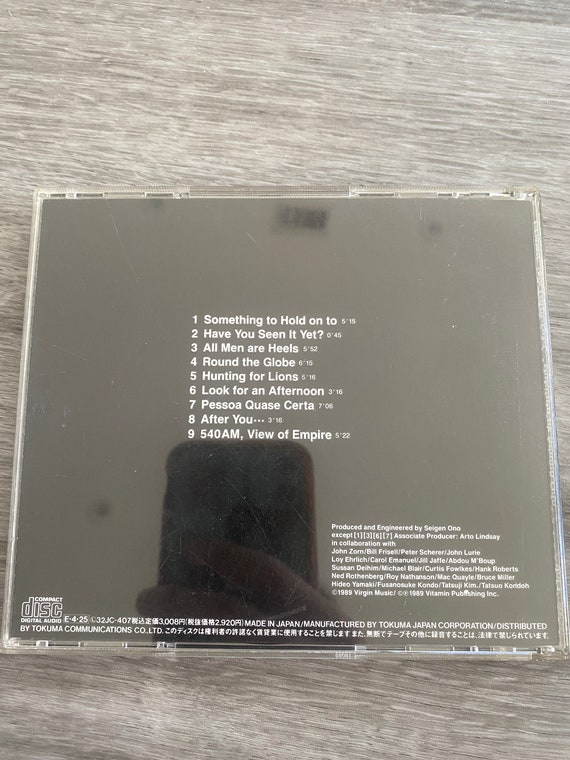 1 Something to Hold on to 5'15
2 Have You Seen It Yet? 0'45
3 All Men are Heels 5'52
4 Round the Globe 6'15
5 Hunting for Lions 5'16
6 Look for an Afternoon 3'16
7 Pessoa Quase Certa 7'06
8 After You··· 3'16
9 540AM, View of Empire 5'22
Produced and Engineered by Seigen Ono
except [1][3][6][7] Associate Producer: Arto Lindsay
in collaboration with
John Zorn/Bill Frisell/Peter Scherer/John Lurie
Loy Ehrlich/Carol Emanuel/Jill Jaffe/Abdou M'Boup
Sussan Deihim/Michael Blair/Curtis Fowlkes/Hank Roberts
Ned Rothenberg/Roy Nathanson/Mac Quayle/Bruce Miller
Hideo Yamaki/Fusanosuke Kondo/Tatsuji Kim/Tatsuo Kondoh
©1989 Virgin Music/ ©℗ 1989 Vitamin Publishing Inc.
COMPACT
disc
DIGITAL AUDIO
E・4・25 Ⓛ32JC-407税込定価3,008円(税抜価格2,920円) MADE IN JAPAN/MANUFACTURED BY TOKUMA JAPAN CORPORATION/DISTRIBUTED
BY TOKUMA COMMUNICATIONS CO.,LTD. このディスクは権利者の許諾なく賃貸業に使用することを禁じます また、無断でテープその他に録音することは、法律で禁じられています。